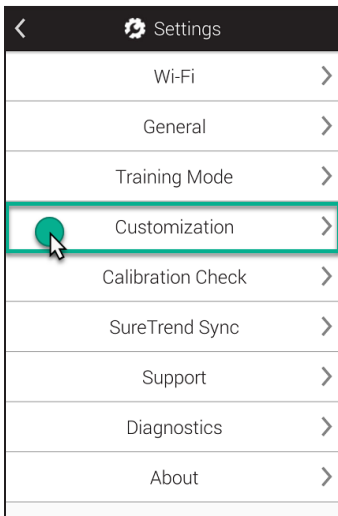 Settings
Wi-Fi
General
Training Mode
Customization
Calibration Check
SureTrend Sync
Support
Diagnostics
About